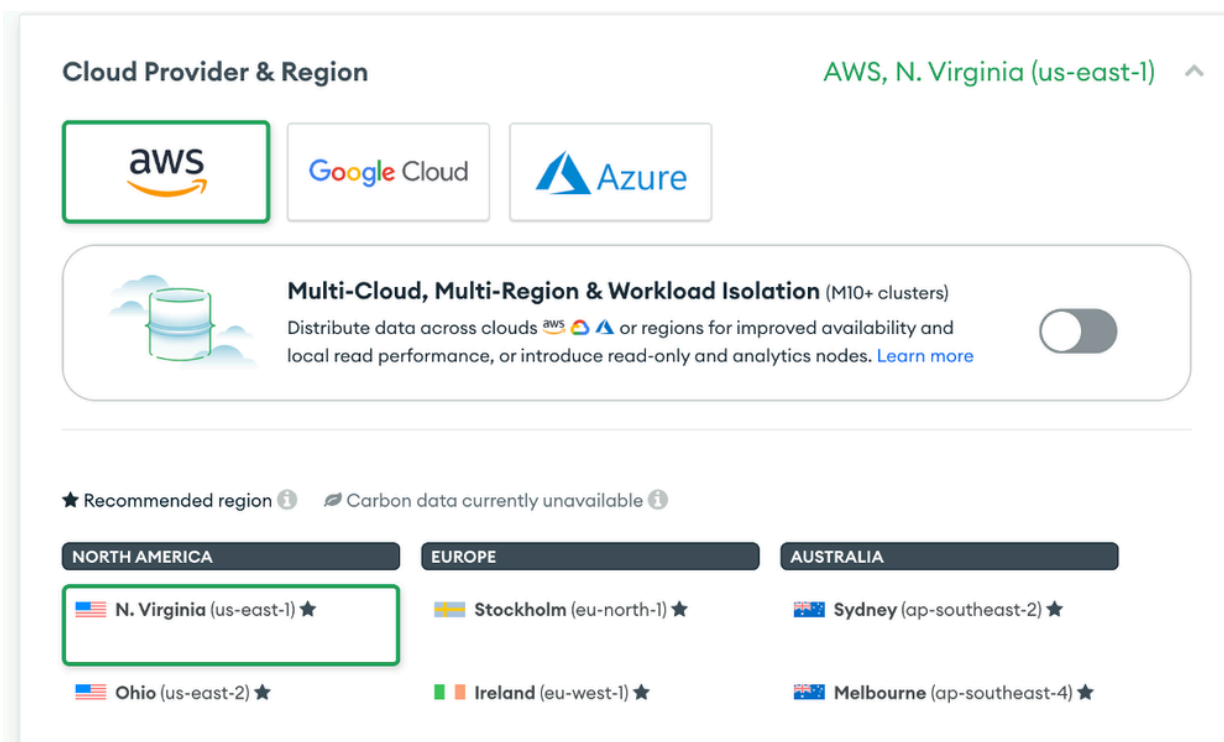 Cloud Provider & Region
AWS, N. Virginia (us-east-1)
aws
Google Cloud
Azure
Multi-Cloud, Multi-Region & Workload Isolation (M10+ clusters)
Distribute data across clouds aws or regions for improved availability and
local read performance, or introduce read-only and analytics nodes. Learn more
Recommended region
Carbon data currently unavailable
NORTH AMERICA
EUROPE
AUSTRALIA
N. Virginia (us-east-1)
Stockholm (eu-north-1)
Sydney (ap-southeast-2)
Ohio (us-east-2)
Ireland (eu-west-1)
Melbourne (ap-southeast-4)